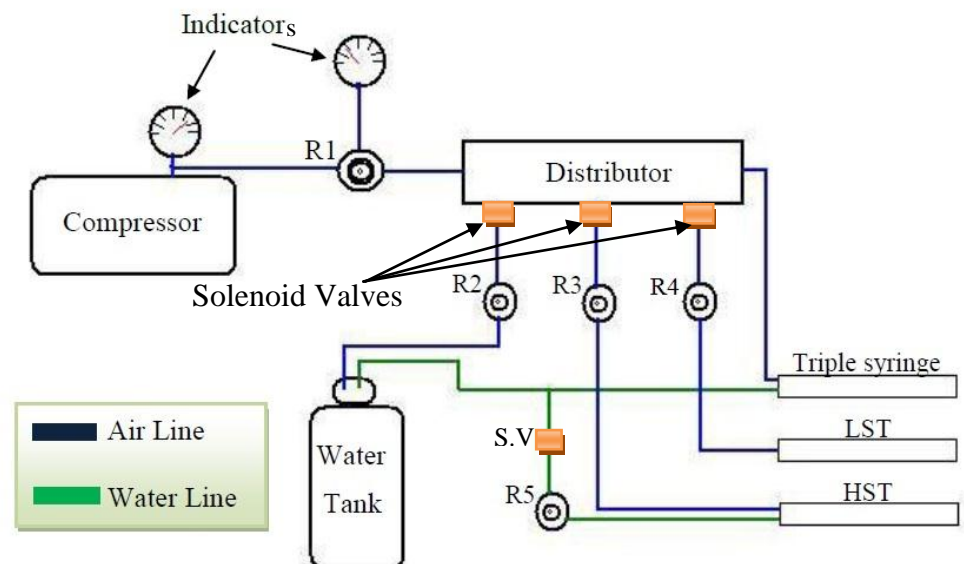 Indicators
R1
Distributor
Compressor
Solenoid Valves
R2
R3
R4
Triple syringe
Air Line
Water Line
Water
Tank
S.V
LST
R5
HST